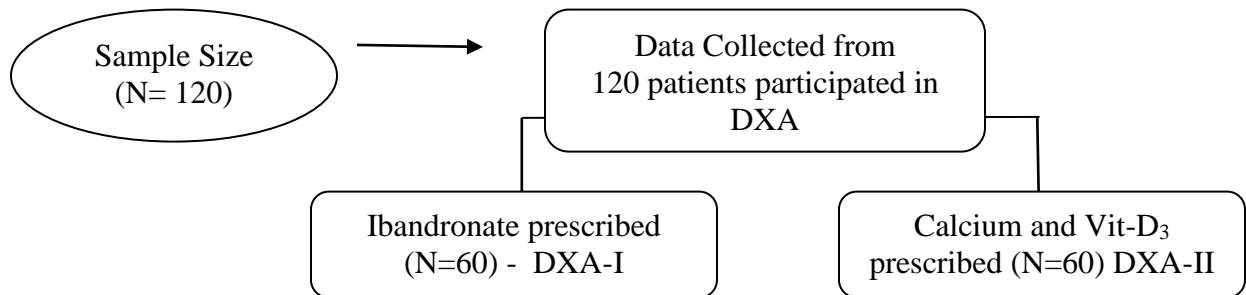 Sample Size
(N= 120)
Data Collected from
120 patients participated in
DXA
Ibandronate prescribed
(N=60) - DXA-I
Calcium and Vit-D₃
prescribed (N=60) DXA-II